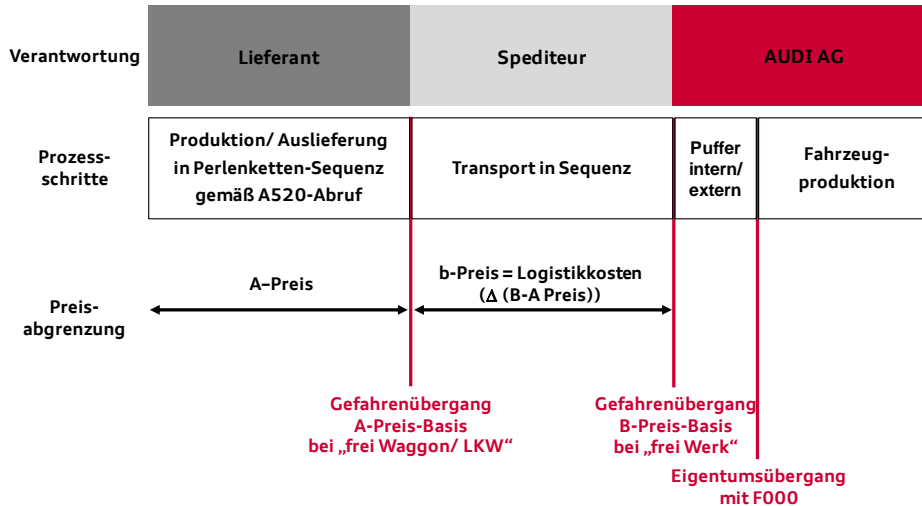 Verantwortung
Lieferant
Spediteur
AUDI AG
Prozess-
schritte
Produktion/ Auslieferung
in Perlenketten-Sequenz
gemäß A520-Abruf
Transport in Sequenz
Puffer
intern/
extern
Fahrzeug-
produktion
Preis-
abgrenzung
A–Preis
b-Preis = Logistikkosten
(Δ (B-A Preis))
Gefahrenübergang
A-Preis-Basis
bei „frei Waggon/ LKW“
Gefahrenübergang
B-Preis-Basis
bei „frei Werk“
Eigentumsübergang
mit F000